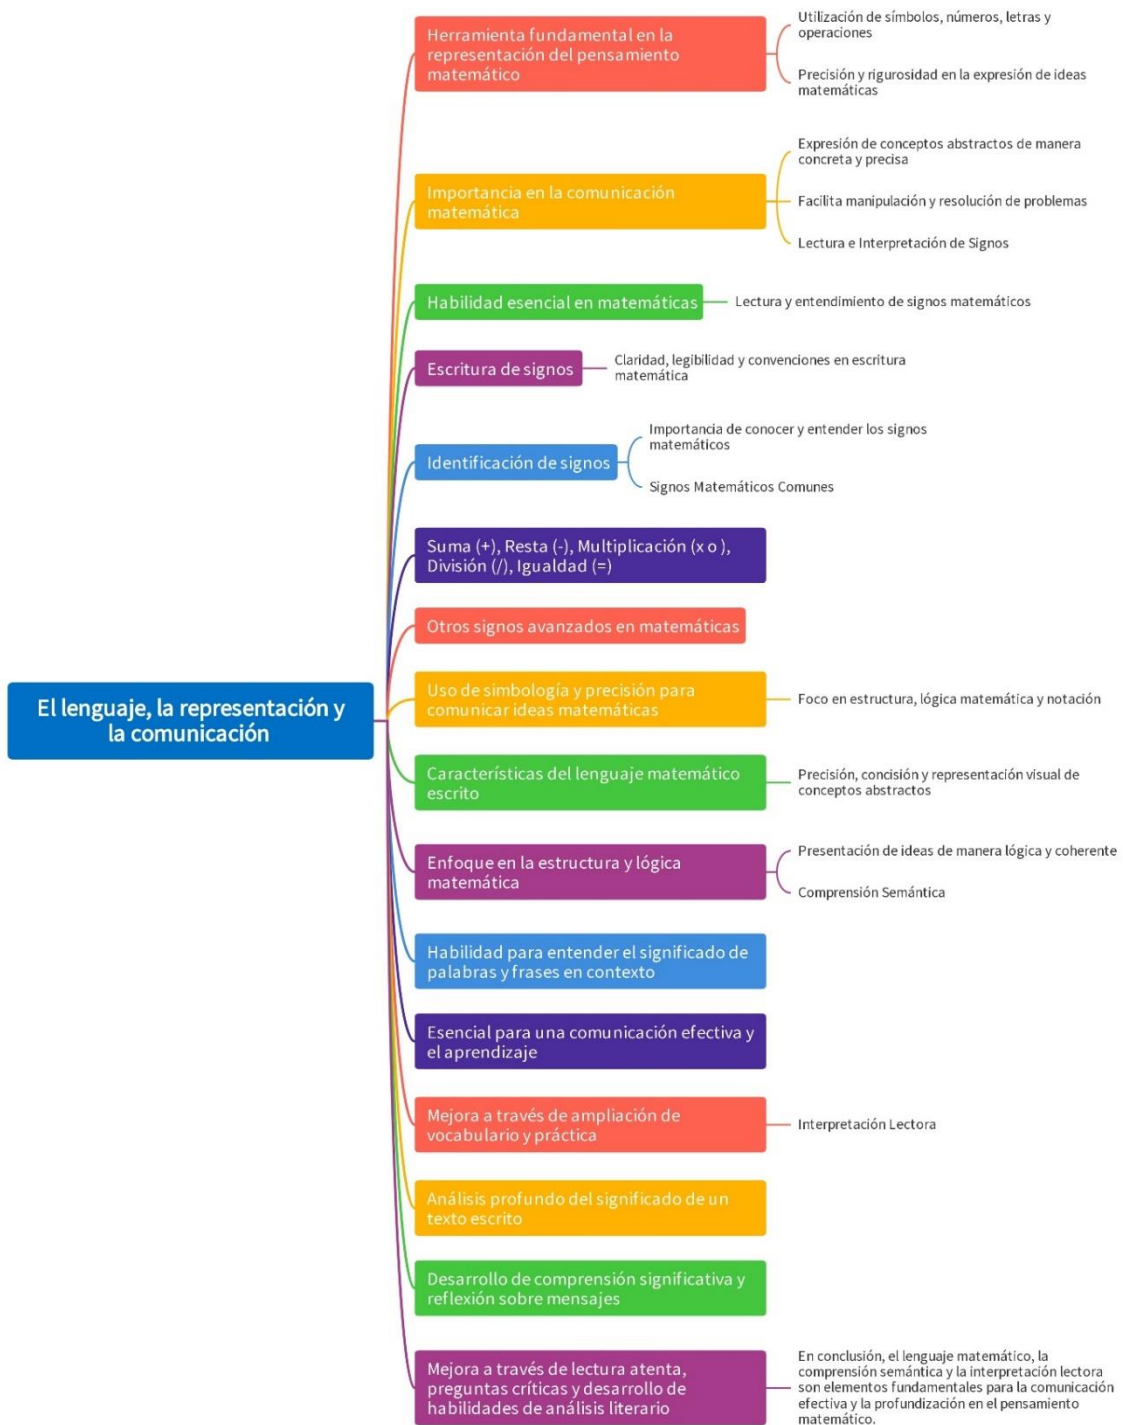 Herramienta fundamental en la
representación del pensamiento
matemático
Utilización de símbolos, números, letras y
operaciones
Precisión y rigurosidad en la expresión de ideas
matemáticas
Importancia en la comunicación
matemática
Expresión de conceptos abstractos de manera
concreta y precisa
Facilita manipulación y resolución de problemas
Lectura e Interpretación de Signos
Habilidad esencial en matemáticas
Lectura y entendimiento de signos matemáticos
Escritura de signos
Claridad, legibilidad y convenciones en escritura
matemática
Identificación de signos
Importancia de conocer y entender los signos
matemáticos
Signos Matemáticos Comunes
Suma (+), Resta (-), Multiplicación (x o ),
División (/), Igualdad (=)
Otros signos avanzados en matemáticas
El lenguaje, la representación y
la comunicación
Uso de simbología y precisión para
comunicar ideas matemáticas
Foco en estructura, lógica matemática y notación
Características del lenguaje matemático
escrito
Precisión, concisión y representación visual de
conceptos abstractos
Enfoque en la estructura y lógica
matemática
Presentación de ideas de manera lógica y coherente
Comprensión Semántica
Habilidad para entender el significado de
palabras y frases en contexto
Esencial para una comunicación efectiva y
el aprendizaje
Mejora a través de ampliación de
vocabulario y práctica
Interpretación Lectora
Análisis profundo del significado de un
texto escrito
Desarrollo de comprensión significativa y
reflexión sobre mensajes
Mejora a través de lectura atenta,
preguntas críticas y desarrollo de
habilidades de análisis literario
En conclusión, el lenguaje matemático, la
comprensión semántica y la interpretación lectora
son elementos fundamentales para la comunicación
efectiva y la profundización en el pensamiento
matemático.